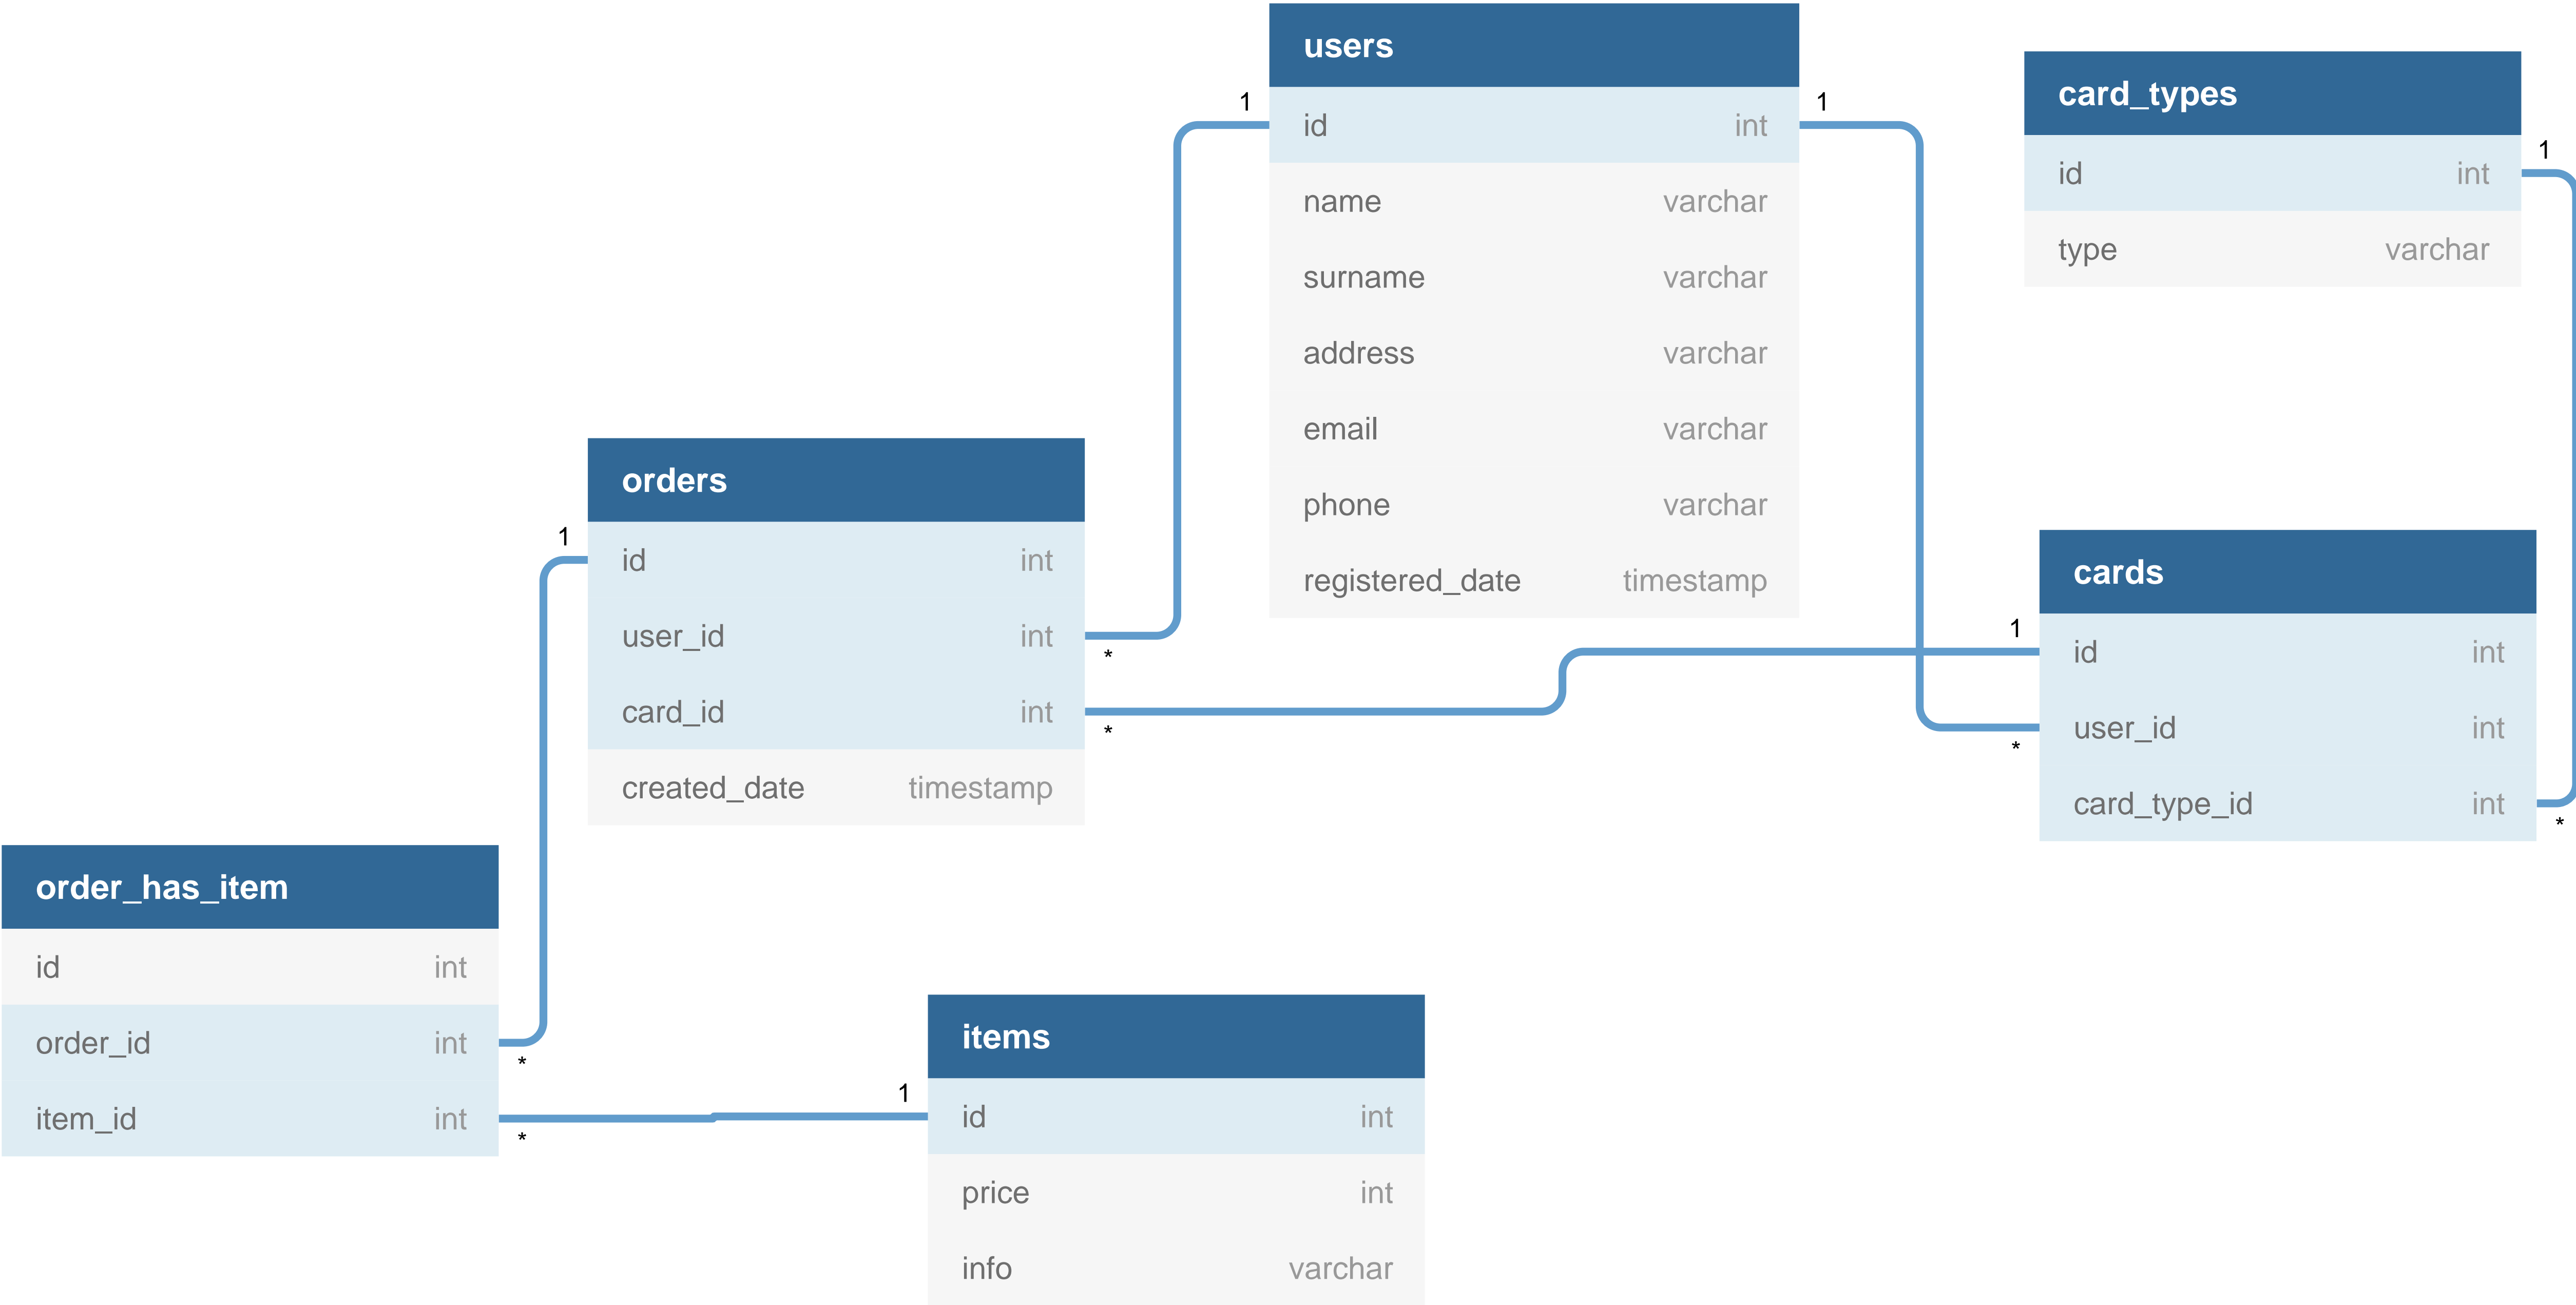 users
1
id int
1
name varchar
surname varchar
address varchar
email varchar
phone varchar
registered_date timestamp
card_types
id int
1
type varchar
orders
1
id int
user_id int
*
card_id int
*
created_date timestamp
cards
1
id int
user_id int
*
card_type_id int
*
order_has_item
id int
order_id int
*
item_id int
*
items
1
id int
price int
info varchar